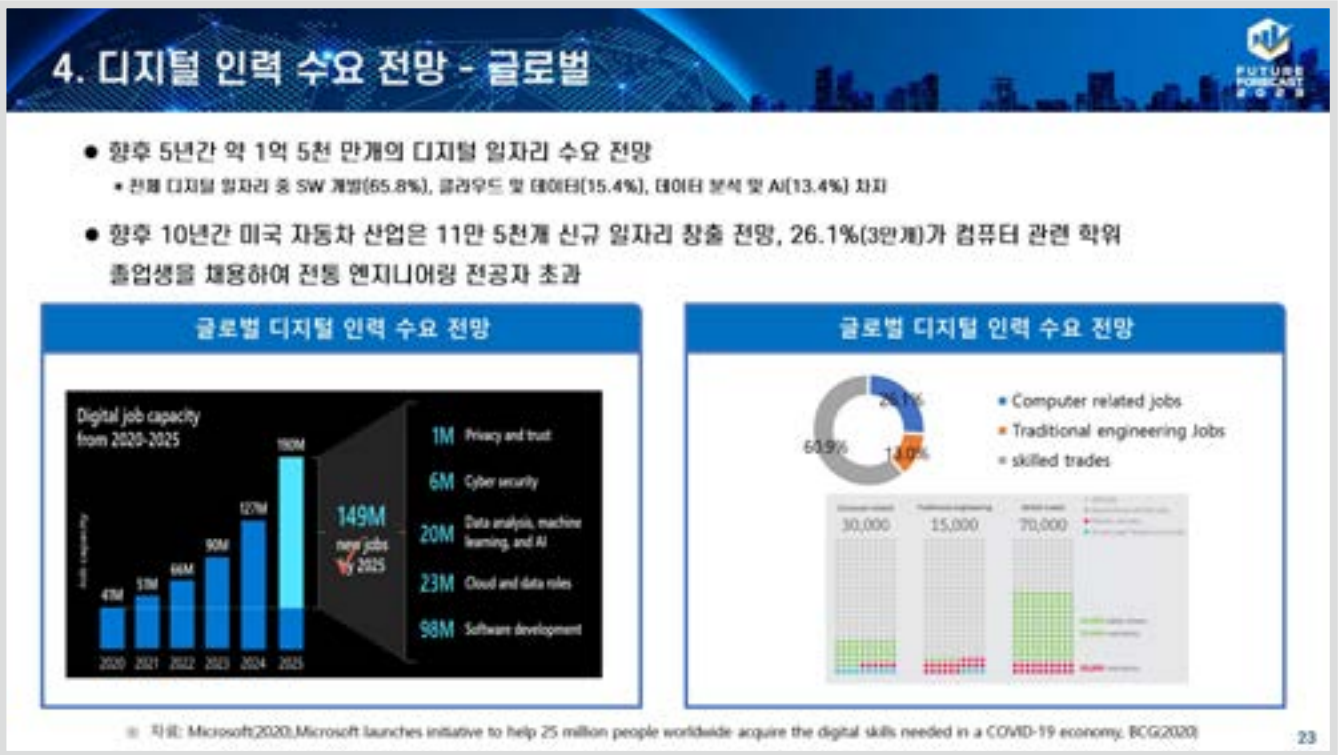 4. 디지털 인력 수요 전망 - 글로벌
FUTURE
FORECAST
2023
● 향후 5년간 약 1억 5천 만개의 디지털 일자리 수요 전망
▪ 전체 디지털 일자리 중 SW 개발(65.8%), 클라우드 및 데이터(15.4%), 데이터 분석 및 AI(13.4%) 차지
● 향후 10년간 미국 자동차 산업은 11만 5천개 신규 일자리 창출 전망, 26.1%(3만개)가 컴퓨터 관련 학위
졸업생을 채용하여 전통 엔지니어링 전공자 초과
글로벌 디지털 인력 수요 전망
Digital job capacity
from 2020-2025
41M
51M
66M
90M
127M
190M
2020 2021 2022 2023 2024 2025
149M
new jobs
by 2025
1M Privacy and trust
6M Cyber security
20M Data analysis, machine
learning, and AI
23M Cloud and data roles
98M Software development
글로벌 디지털 인력 수요 전망
26.1%
13.0%
60.9%
▪ Computer related jobs
▪ Traditional engineering Jobs
▪ skilled trades
30,000 15,000 70,000
※ 자료: Microsoft(2020),Microsoft launches initiative to help 25 million people worldwide acquire the digital skills needed in a COVID-19 economy, BCG(2020)
23